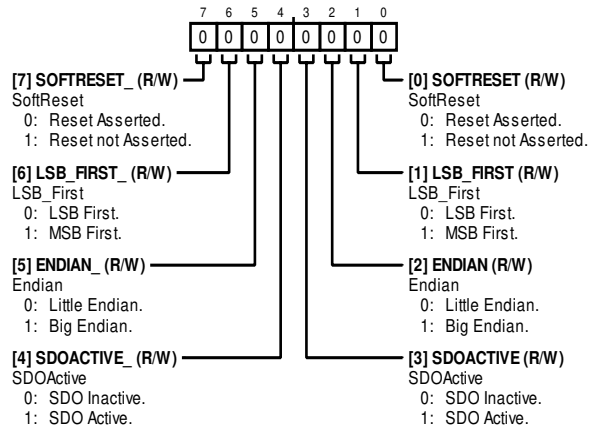 7 6 5 4 3 2 1 0
0 0 0 0 0 0 0 0
[7] SOFTRESET_ (R/W)
SoftReset
0: Reset Asserted.
1: Reset not Asserted.
[6] LSB_FIRST_ (R/W)
LSB_First
0: LSB First.
1: MSB First.
[5] ENDIAN_ (R/W)
Endian
0: Little Endian.
1: Big Endian.
[4] SDOACTIVE_ (R/W)
SDOActive
0: SDO Inactive.
1: SDO Active.
[0] SOFTRESET (R/W)
SoftReset
0: Reset Asserted.
1: Reset not Asserted.
[1] LSB_FIRST (R/W)
LSB_First
0: LSB First.
1: MSB First.
[2] ENDIAN (R/W)
Endian
0: Little Endian.
1: Big Endian.
[3] SDOACTIVE (R/W)
SDOActive
0: SDO Inactive.
1: SDO Active.